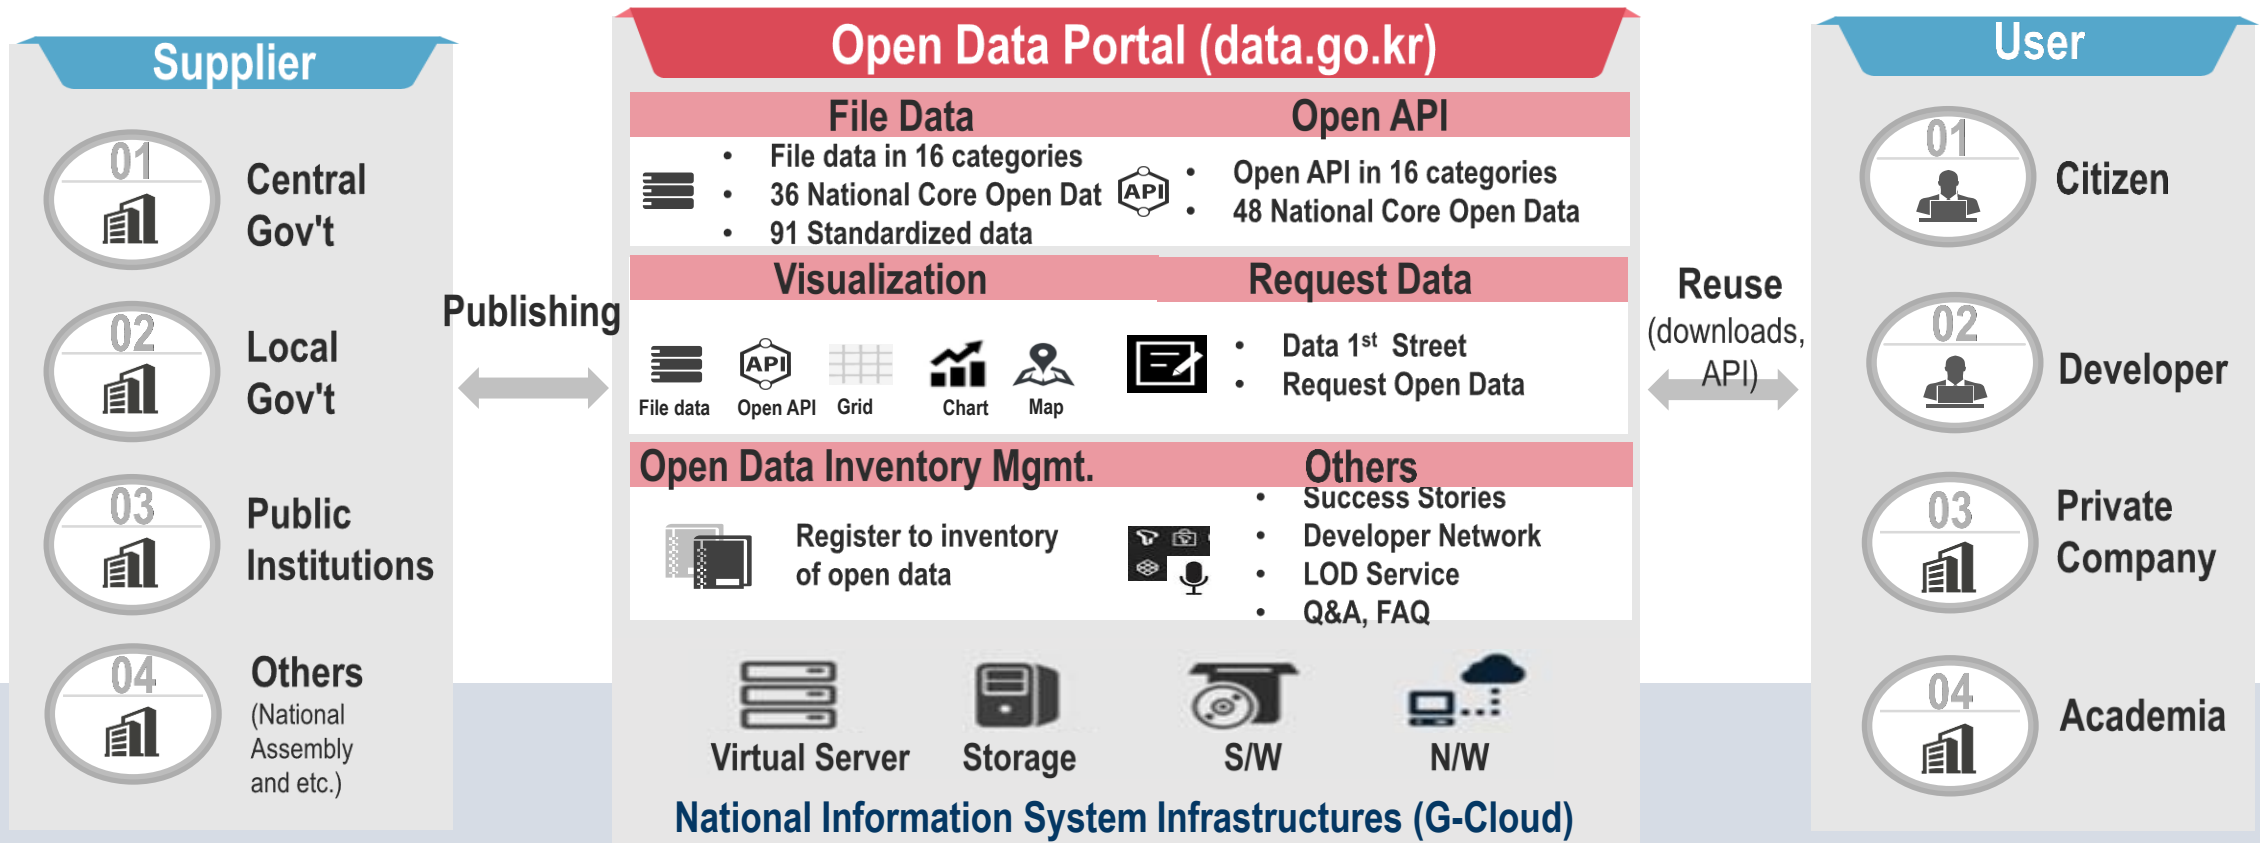 Supplier
01
Central
Gov't
02
Local
Gov't
03
Public
Institutions
04
Others
(National
Assembly
and etc.)
Publishing
Open Data Portal (data.go.kr)
File Data
• File data in 16 categories
• 36 National Core Open Dat
• 91 Standardized data
Open API
API
• Open API in 16 categories
• 48 National Core Open Data
Visualization
API
File data
Open API
Grid
Chart
Map
Request Data
• Data 1st Street
• Request Open Data
Open Data Inventory Mgmt.
Register to inventory
of open data
Others
• Success Stories
• Developer Network
• LOD Service
• Q&A, FAQ
Virtual Server
Storage
S/W
N/W
National Information System Infrastructures (G-Cloud)
Reuse
(downloads,
API)
User
01
Citizen
02
Developer
03
Private
Company
04
Academia